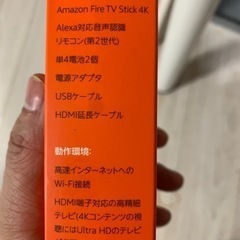 Amazon Fire TV Stick 4K
Alexa対応音声認識
リモコン(第2世代)
単4電池2個
電源アダプタ
USBケーブル
HDMI延長ケーブル
動作環境:
高速インターネットへの
Wi-Fi接続
HDMI端子対応の高精細
テレビ(4Kコンテンツの視
聴にはUltra HDのテレビ